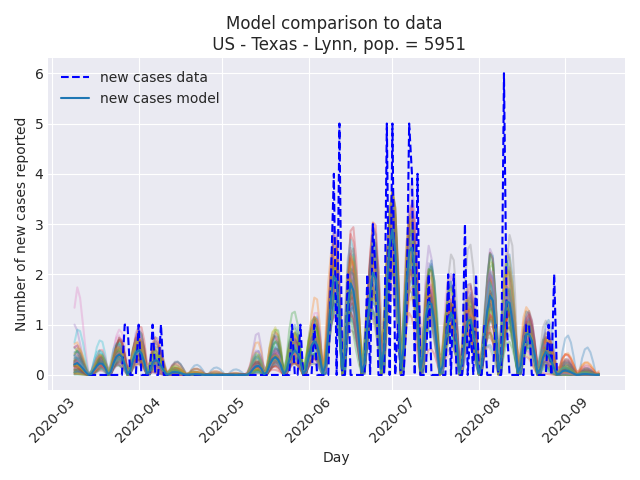 Model comparison to data
US - Texas - Lynn, pop. = 5951
new cases data
new cases model
Number of new cases reported
6
5
4
3
2
1
0
2020-03
2020-04
2020-05
2020-06
2020-07
2020-08
2020-09
Day